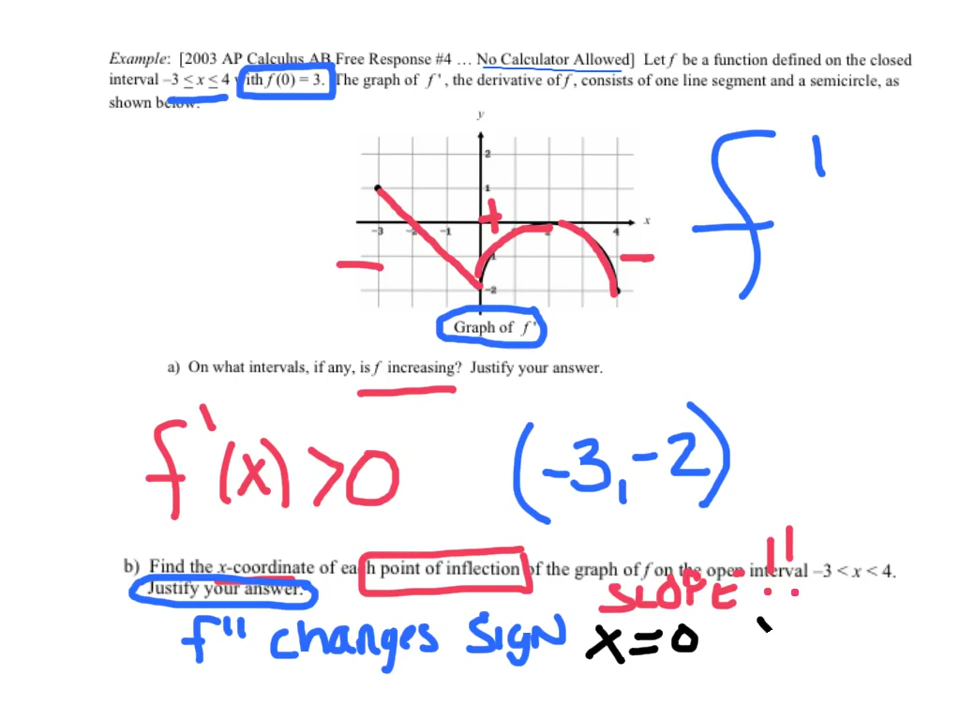 Example: [2003 AP Calculus AB Free Response #4 … No Calculator Allowed] Let f be a function defined on the closed
interval –3 ≤ x ≤ 4 with f (0) = 3. The graph of f ', the derivative of f , consists of one line segment and a semicircle, as
shown below.
y
2
1
+
x
-3
-2
-1
2
4
1
-2
–
–
f '
Graph of f '
a) On what intervals, if any, is f increasing? Justify your answer.
f'(x) >0 (-3,-2)
b) Find the x-coordinate of each point of inflection of the graph of f on the open interval –3 < x < 4.
Justify your answer.
SLOPE !!
f" changes SIGN x=0